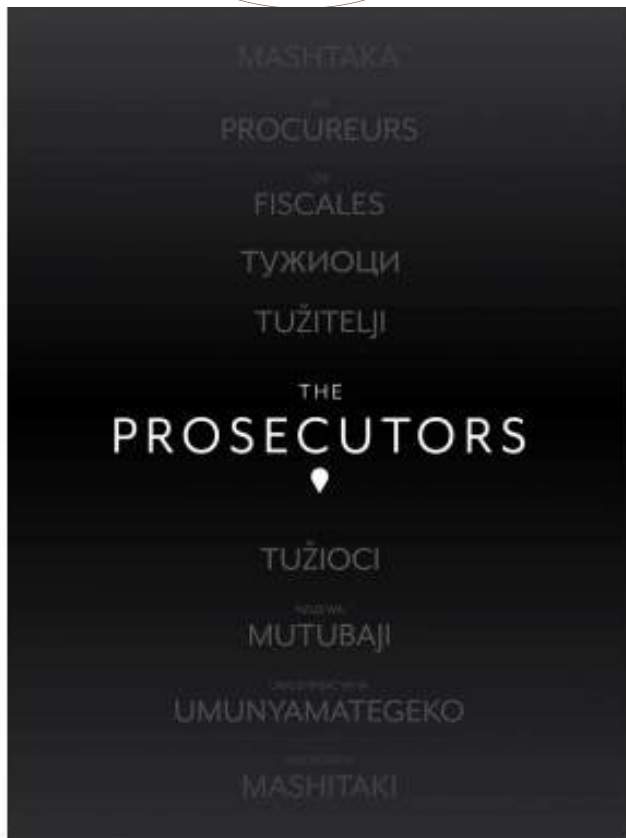 MASHTAKA
PROCUREURS
FISCALES
ТУЖИОЦИ
TUŽITELJI
THE
PROSECUTORS
TUŽIOCI
MUTUBAJI
UMUNYAMATEGEKO
MASHITAKI